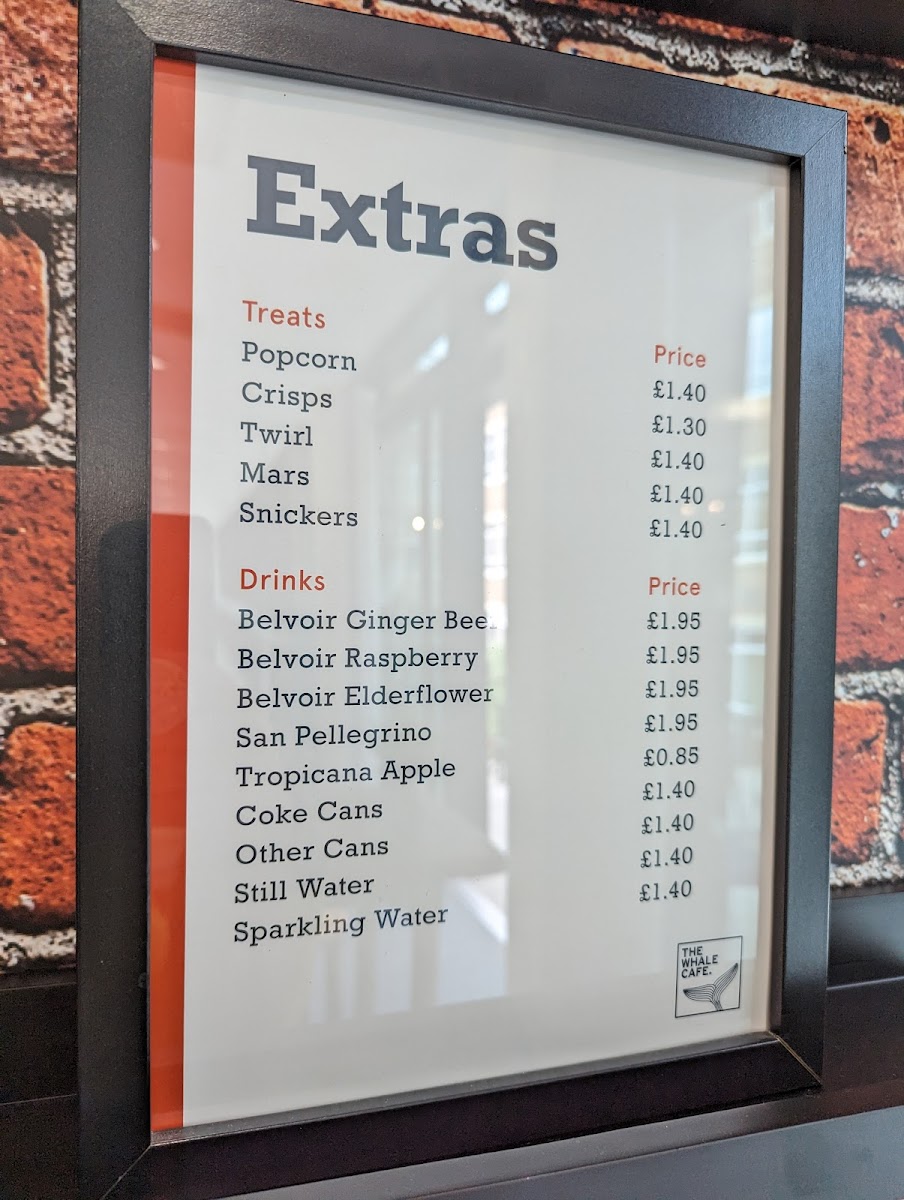 Extras
Treats Price
Popcorn £1.40
Crisps £1.30
Twirl £1.40
Mars £1.40
Snickers £1.40
Drinks Price
Belvoir Ginger Beer £1.95
Belvoir Raspberry £1.95
Belvoir Elderflower £1.95
San Pellegrino £1.95
Tropicana Apple £0.85
Coke Cans £1.40
Other Cans £1.40
Still Water £1.40
Sparkling Water £1.40
THE
WHALE
CAFE.